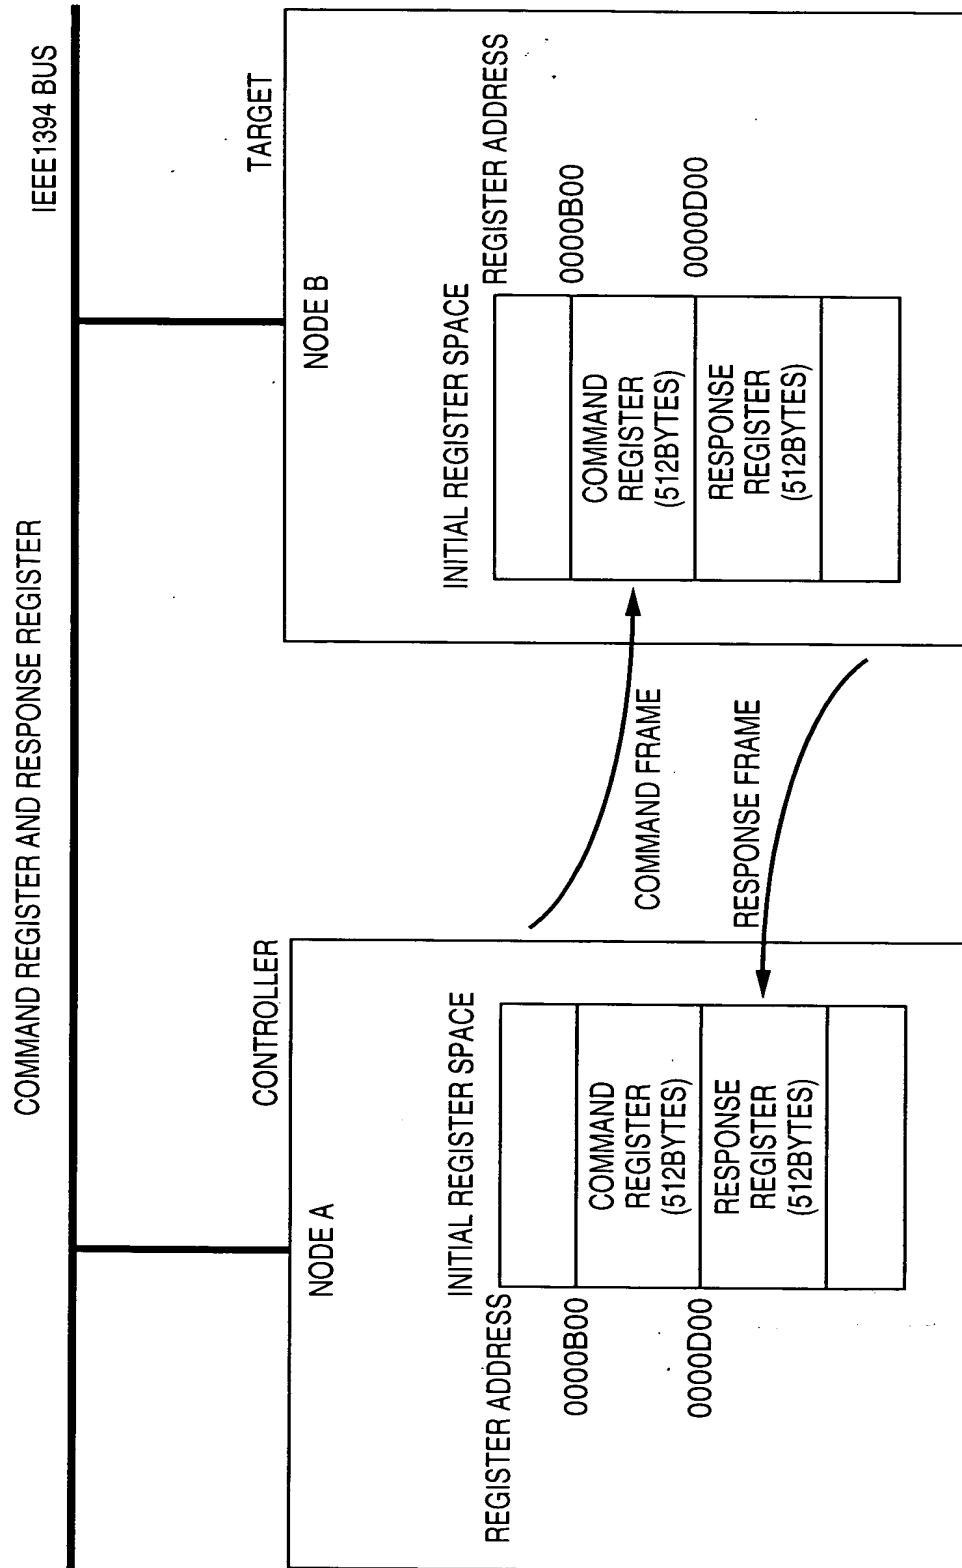 COMMAND REGISTER AND RESPONSE REGISTER
IEEE1394 BUS
CONTROLLER
NODE A
INITIAL REGISTER SPACE
REGISTER ADDRESS
0000B00
0000D00
COMMAND
REGISTER
(512BYTES)
RESPONSE
REGISTER
(512BYTES)
COMMAND FRAME
RESPONSE FRAME
TARGET
NODE B
INITIAL REGISTER SPACE
REGISTER ADDRESS
0000B00
0000D00
COMMAND
REGISTER
(512BYTES)
RESPONSE
REGISTER
(512BYTES)